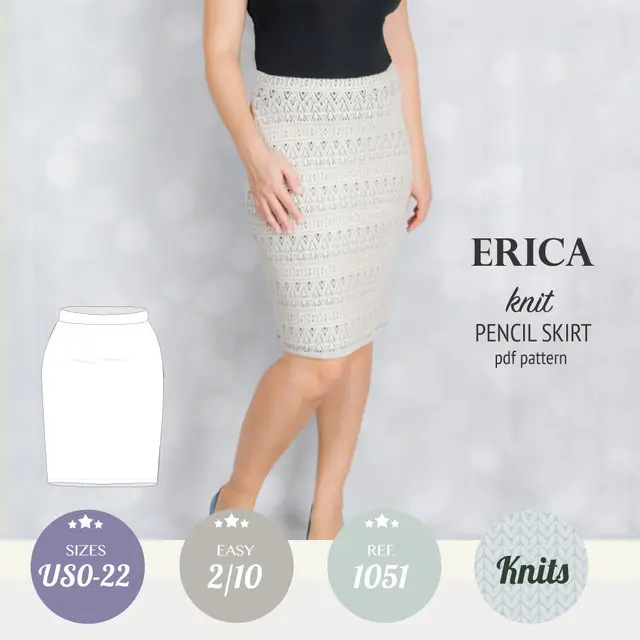 ERICA
knit
PENCIL SKIRT
pdf pattern
SIZES
US0-22
EASY
2/10
REF.
1051
Knits